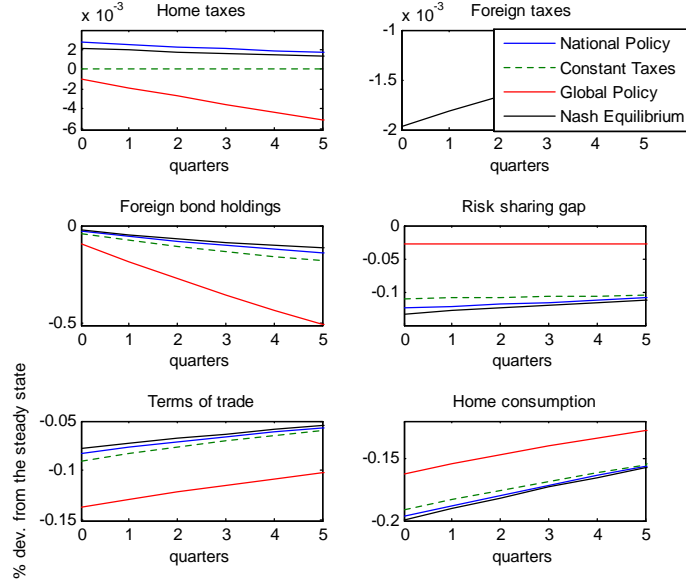 Home taxes
x 10^-3
2
0
-2
-4
-6
0 1 2 3 4 5
quarters
Foreign taxes
x 10^-3
-1
-1.5
-2
0 1 2 3 4 5
quarters
National Policy
Constant Taxes
Global Policy
Nash Equilibrium
Foreign bond holdings
0
-0.5
0 1 2 3 4 5
quarters
Risk sharing gap
0
-0.05
-0.1
0 1 2 3 4 5
quarters
Terms of trade
-0.05
-0.1
-0.15
0 1 2 3 4 5
quarters
Home consumption
-0.15
-0.2
0 1 2 3 4 5
quarters
% dev. from the steady state